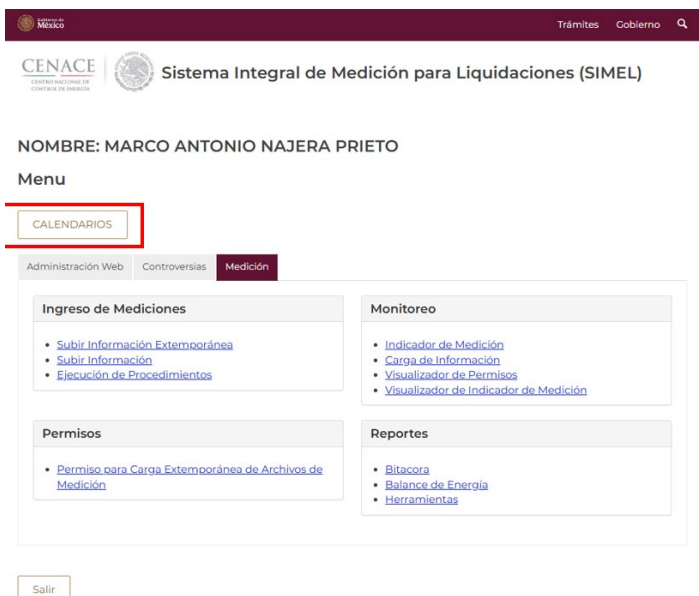 Gobierno de
México
Trámites Gobierno
CENACE
CENTRO NACIONAL DE
CONTROL DE ENERGÍA
Sistema Integral de Medición para Liquidaciones (SIMEL)
NOMBRE: MARCO ANTONIO NAJERA PRIETO
Menu
CALENDARIOS
Administración Web Controversias Medición
Ingreso de Mediciones
Subir Información Extemporánea
Subir Información
Ejecución de Procedimientos
Monitoreo
Indicador de Medición
Carga de Información
Visualizador de Permisos
Visualizador de Indicador de Medición
Permisos
Permiso para Carga Extemporánea de Archivos de
Medición
Reportes
Bitacora
Balance de Energía
Herramientas
Salir